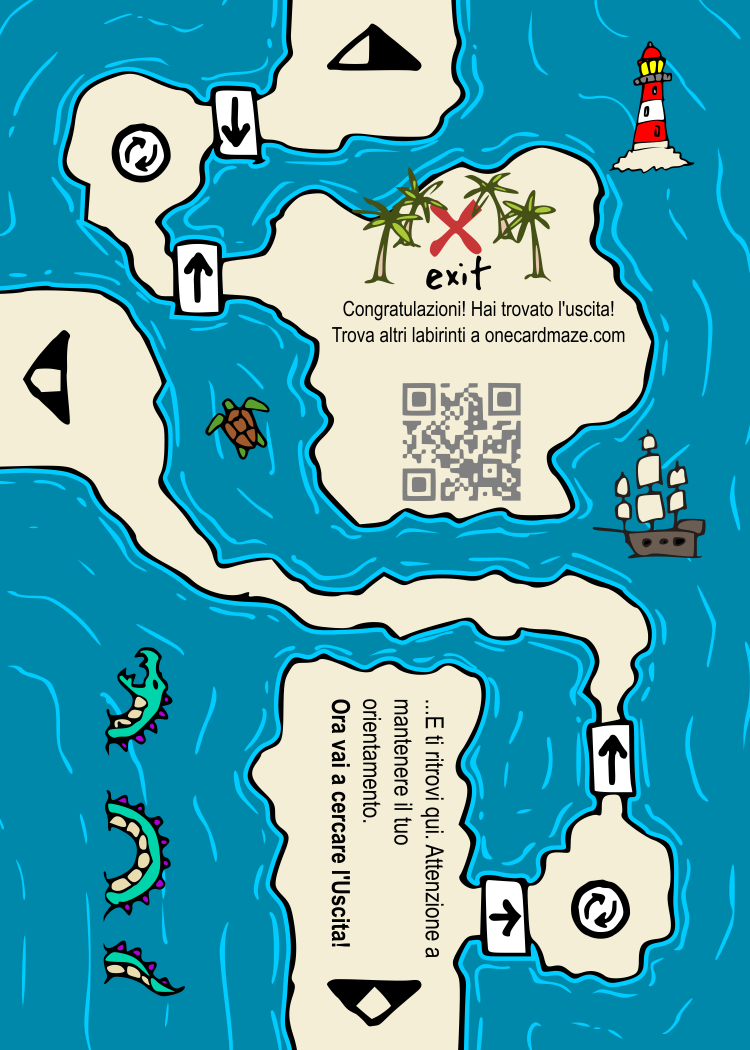 exit
Congratulazioni! Hai trovato l'uscita!
Trova altri labirinti a onecardmaze.com
...E ti ritrovi qui. Attenzione a
mantenere il tuo
orientamento.
Ora vai a cercare l'Uscita!